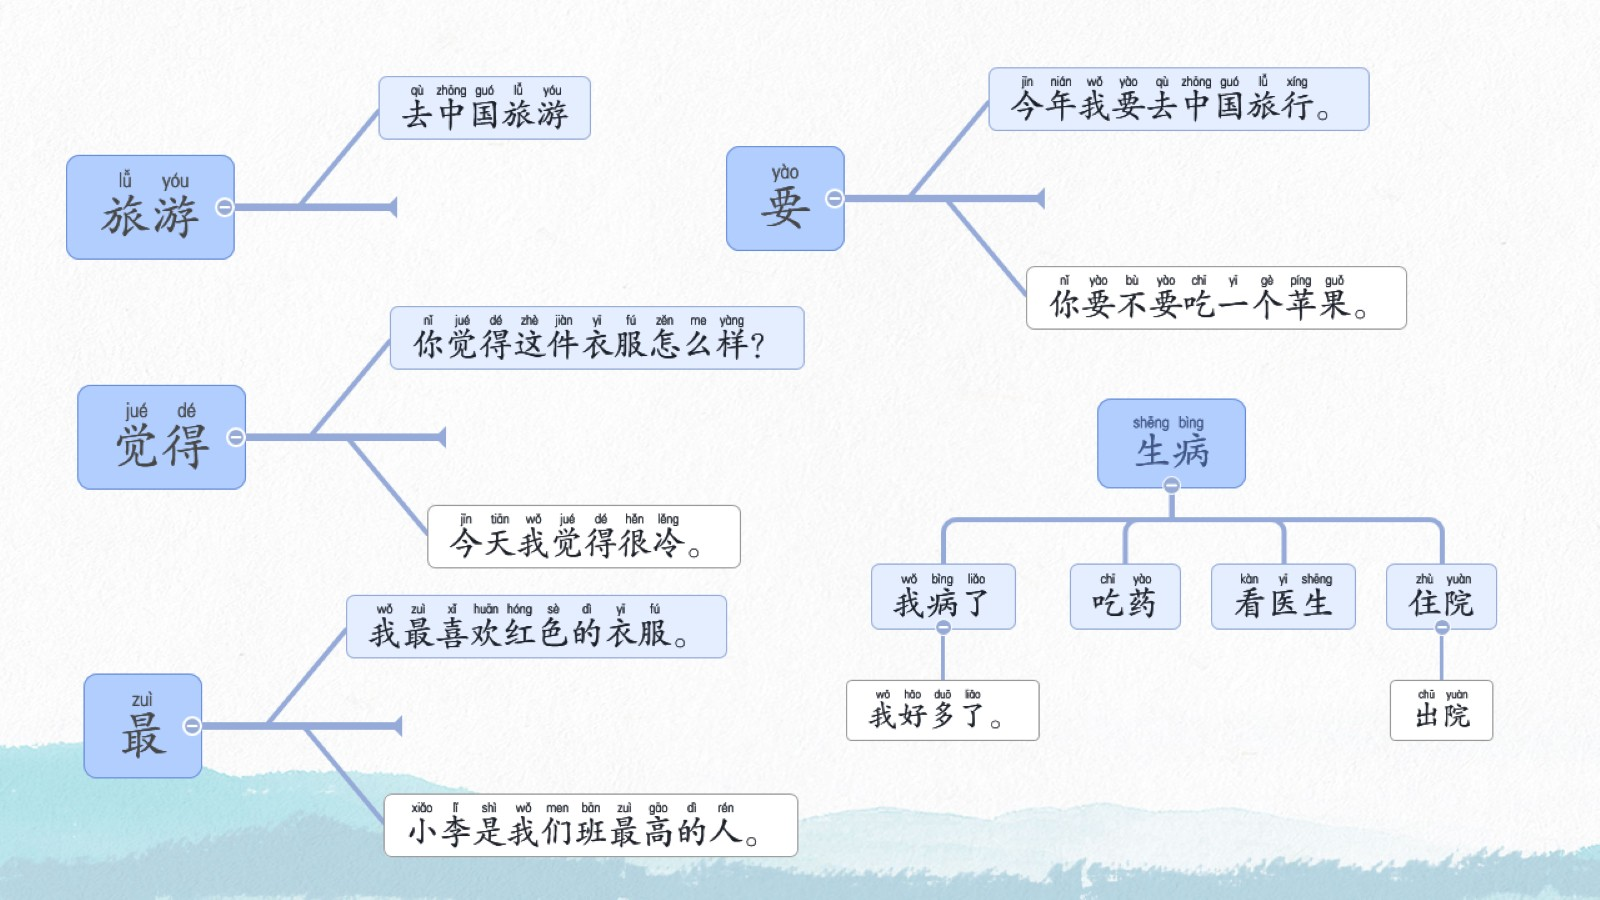 lǚ yóu
旅游
qù zhōng guó lǚ yóu
去中国旅游
jué dé
觉得
nǐ jué dé zhè jiàn yī fú zěn me yàng
你觉得这件衣服怎么样？
jīn tiān wǒ jué dé hěn lěng
今天我觉得很冷。
zuì
最
wǒ zuì xǐ huān hóng sè dì yī fú
我最喜欢红色的衣服。
xiǎo lǐ shì wǒ men bān zuì gāo dì rén
小李是我们班最高的人。
yào
要
jīn nián wǒ yào qù zhōng guó lǚ xíng
今年我要去中国旅行。
nǐ yào bù yào chī yī gè píng guǒ
你要不要吃一个苹果。
shēng bìng
生病
wǒ bìng liǎo
我病了
chī yào
吃药
kàn yī shēng
看医生
zhù yuàn
住院
wǒ hǎo duō liǎo
我好多了。
chū yuàn
出院